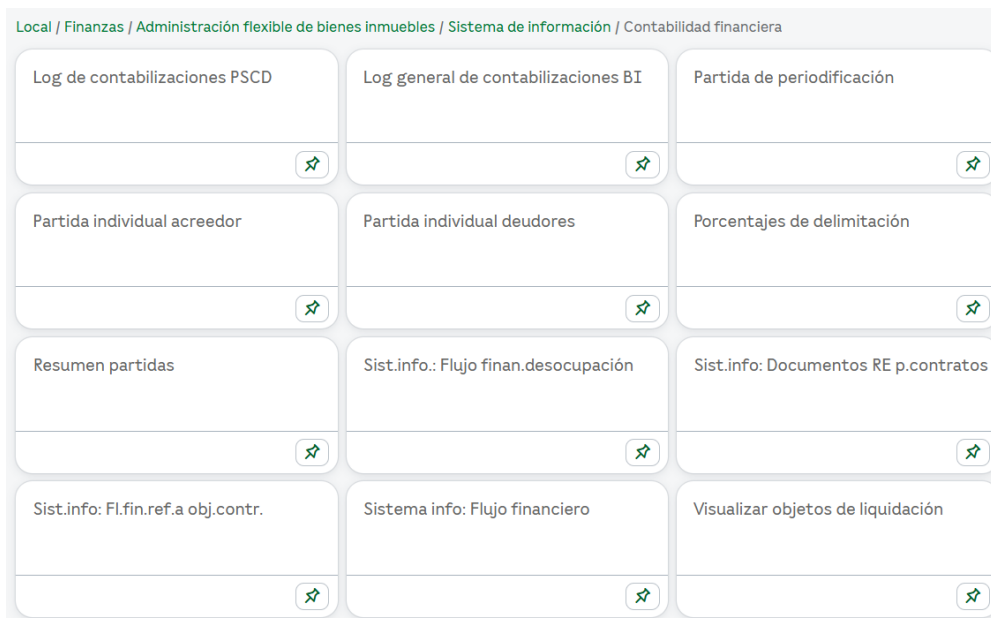 Local / Finanzas / Administración flexible de bienes inmuebles / Sistema de información / Contabilidad financiera
Log de contabilizaciones PSCD
Log general de contabilizaciones BI
Partida de periodificación
Partida individual acreedor
Partida individual deudores
Porcentajes de delimitación
Resumen partidas
Sist.info.: Flujo finan.desocupación
Sist.info: Documentos RE p.contratos
Sist.info: Fl.fin.ref.a obj.contr.
Sistema info: Flujo financiero
Visualizar objetos de liquidación